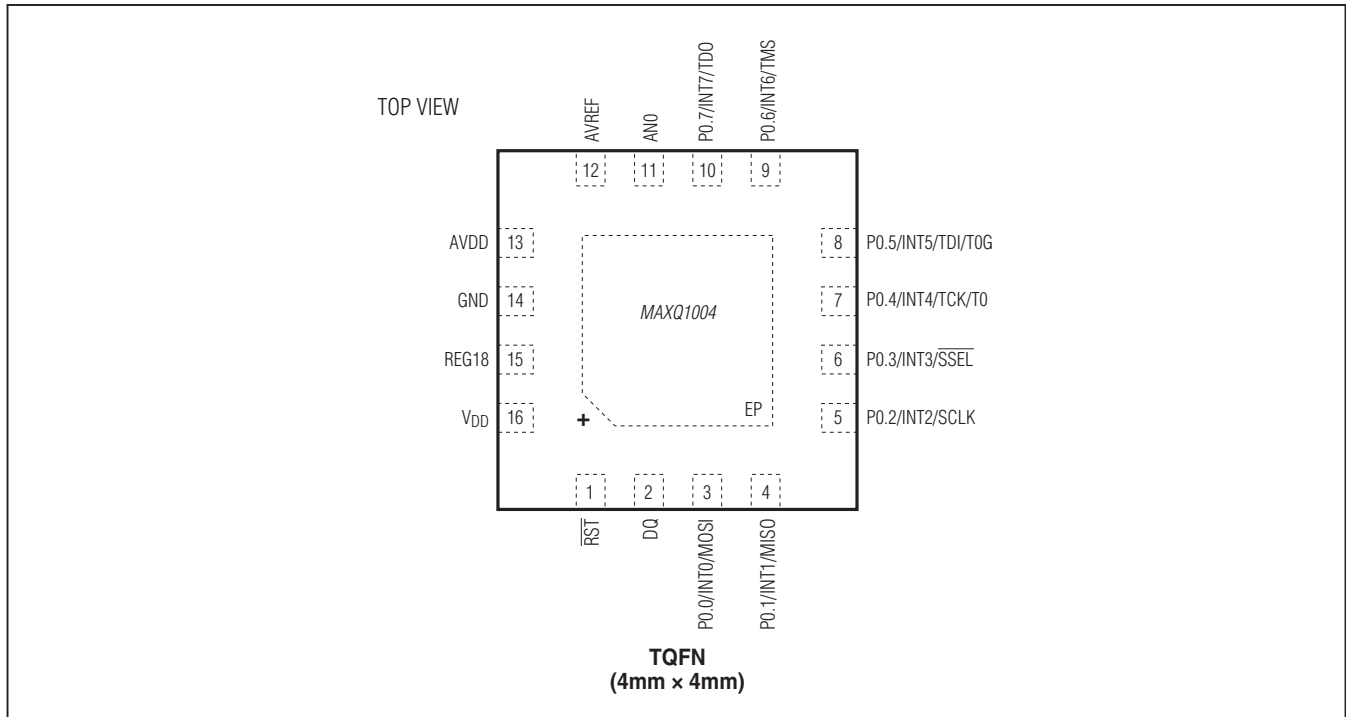 TOP VIEW
AVREF
AN0
P0.7/INT7/TDO
P0.6/INT6/TMS
12
11
10
9
AVDD 13
8 P0.5/INT5/TDI/T0G
GND 14
7 P0.4/INT4/TCK/T0
MAXQ1004
REG18 15
6 P0.3/INT3/SSEL
VDD 16
+
EP
5 P0.2/INT2/SCLK
1
2
3
4
RST
DQ
P0.0/INT0/MOSI
P0.1/INT1/MISO
TQFN
(4mm × 4mm)